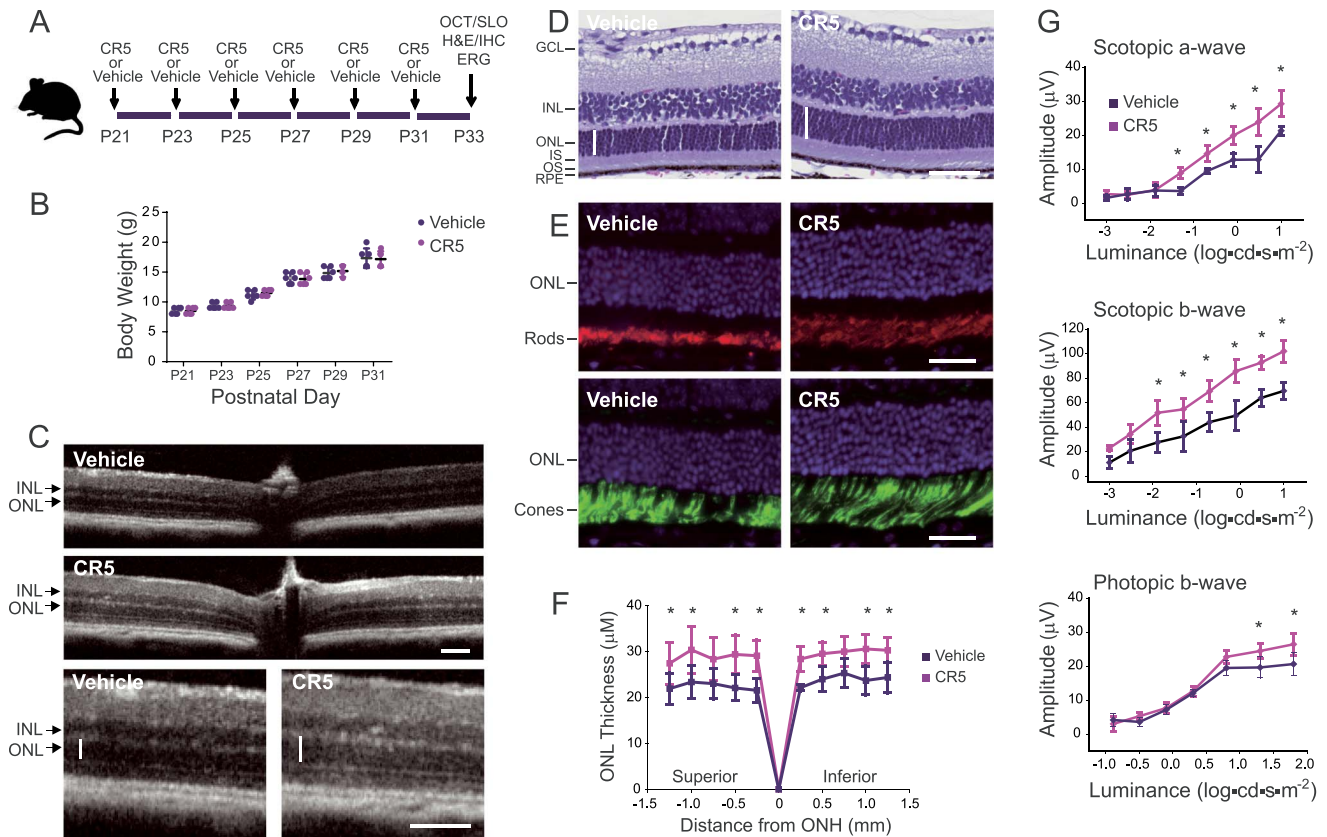 A
OCT/SLO
H&E/IHC
ERG
CR5 CR5 CR5 CR5 CR5 CR5
or or or or or or
Vehicle Vehicle Vehicle Vehicle Vehicle Vehicle
P21 P23 P25 P27 P29 P31 P33
B
Body Weight (g)
25
20
15
10
5
0
Vehicle
CR5
P21 P23 P25 P27 P29 P31
Postnatal Day
C
Vehicle
INL
ONL
CR5
INL
ONL
Vehicle CR5
INL
ONL
D
Vehicle CR5
GCL
INL
ONL
IS
OS
RPE
E
Vehicle CR5
ONL
Rods
Vehicle CR5
ONL
Cones
F
ONL Thickness (μM)
40
30
20
10
0
* * * * * * * *
Vehicle
CR5
Superior Inferior
-1.5 -1.0 -0.5 0 0.5 1.0 1.5
Distance from ONH (mm)
G
Scotopic a-wave
Amplitude (μV)
40
30
20
10
0
Vehicle
CR5
* * * * *
-3 -2 -1 0 1
Luminance (log▪cd▪s▪m-2)
Scotopic b-wave
Amplitude (μV)
120
100
80
60
40
20
0
* * * * * *
-3 -2 -1 0 1
Luminance (log▪cd▪s▪m-2)
Photopic b-wave
Amplitude (μV)
40
30
20
10
0
* *
-1.0 -0.5 0.0 0.5 1.0 1.5 2.0
Luminance (log▪cd▪s▪m-2)